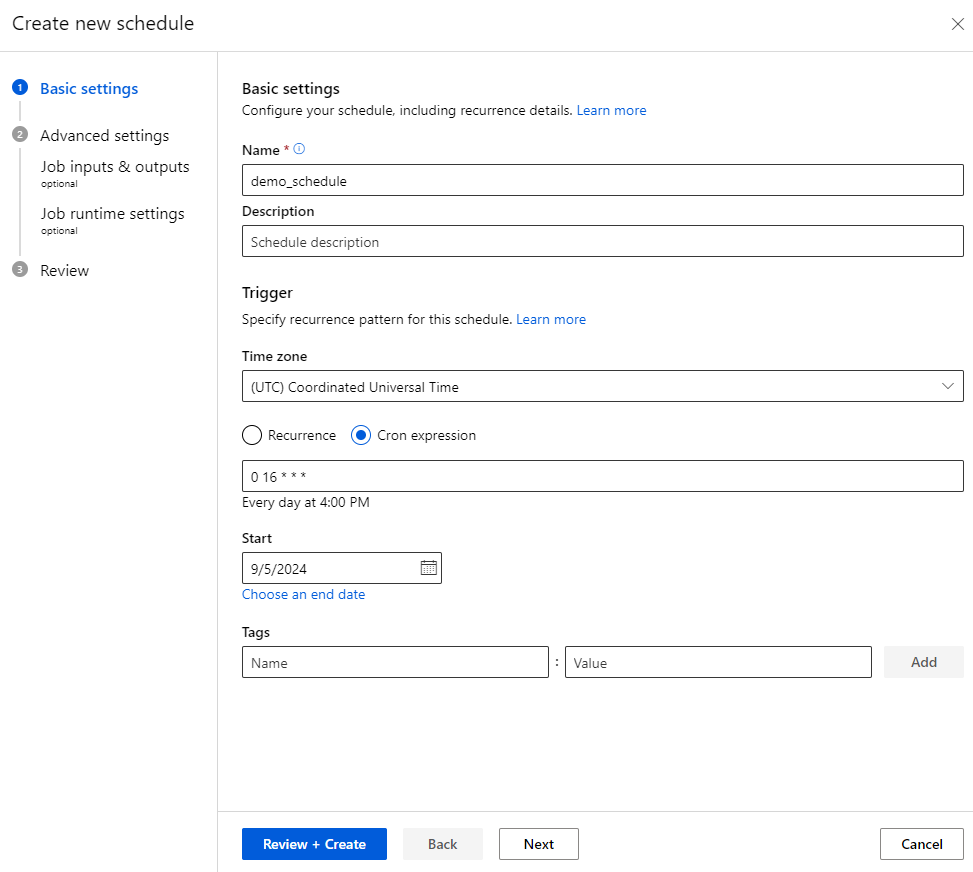 Create new schedule
1 Basic settings
2 Advanced settings
Job inputs & outputs
optional
Job runtime settings
optional
3 Review
Basic settings
Configure your schedule, including recurrence details. Learn more
Name *
demo_schedule
Description
Schedule description
Trigger
Specify recurrence pattern for this schedule. Learn more
Time zone
(UTC) Coordinated Universal Time
Recurrence Cron expression
0 16 * * *
Every day at 4:00 PM
Start
9/5/2024
Choose an end date
Tags
Name : Value Add
Review + Create Back Next Cancel